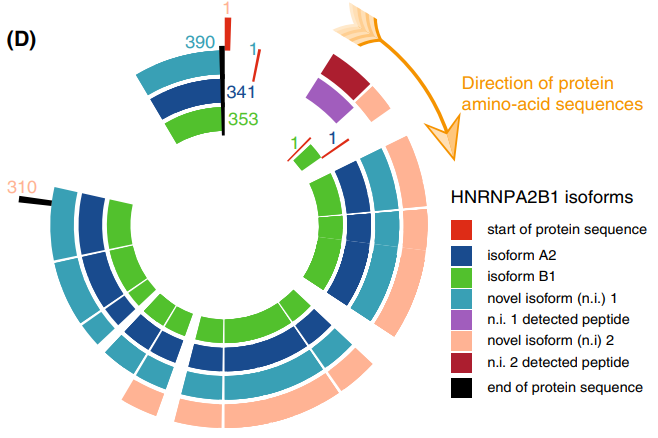 (D)
1
390
1
341
353
1
1
310
Direction of protein
amino-acid sequences
HNRNPA2B1 isoforms
start of protein sequence
isoform A2
isoform B1
novel isoform (n.i.) 1
n.i. 1 detected peptide
novel isoform (n.i) 2
n.i. 2 detected peptide
end of protein sequence